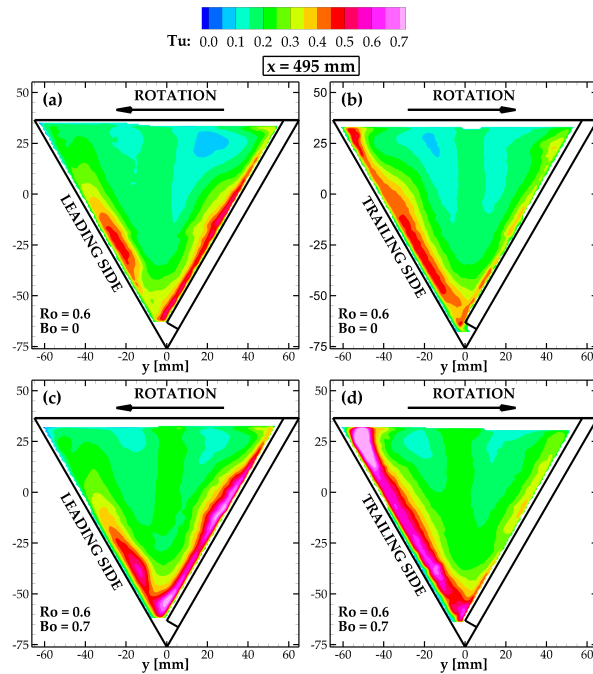 Tu: 0.0 0.1 0.2 0.3 0.4 0.5 0.6 0.7
x = 495 mm
(a)
ROTATION
LEADING SIDE
Ro = 0.6
Bo = 0
50
25
0
-25
-50
-75
-60 -40 -20 0 20 40 60
y [mm]
(b)
ROTATION
TRAILING SIDE
Ro = 0.6
Bo = 0
50
25
0
-25
-50
-75
-60 -40 -20 0 20 40 60
y [mm]
(c)
ROTATION
LEADING SIDE
Ro = 0.6
Bo = 0.7
50
25
0
-25
-50
-75
-60 -40 -20 0 20 40 60
y [mm]
(d)
ROTATION
TRAILING SIDE
Ro = 0.6
Bo = 0.7
50
25
0
-25
-50
-75
-60 -40 -20 0 20 40 60
y [mm]